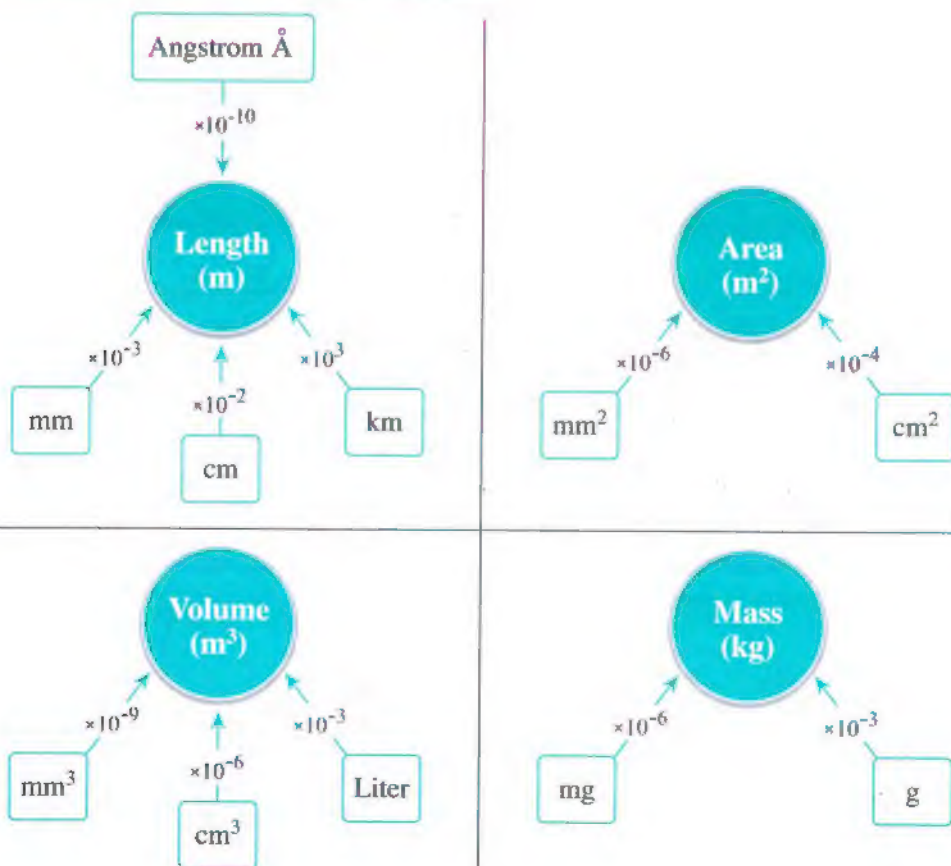 Angstrom Å
×10⁻¹⁰
Length
(m)
×10⁻³
×10⁻²
×10³
mm
cm
km
Area
(m²)
×10⁻⁶
×10⁻⁴
mm²
cm²
Volume
(m³)
×10⁻⁹
×10⁻⁶
×10⁻³
mm³
cm³
Liter
Mass
(kg)
×10⁻⁶
×10⁻³
mg
g